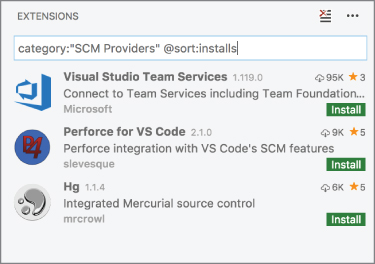 EXTENSIONS
category:"SCM Providers" @sort:installs
Visual Studio Team Services 1.119.0 95K ★ 3
Connect to Team Services including Team Foundation...
Microsoft Install
Perforce for VS Code 2.1.0 9K ★ 5
Perforce integration with VS Code's SCM features
slevesque Install
Hg 1.1.4 6K ★ 5
Integrated Mercurial source control
mrcrowl Install